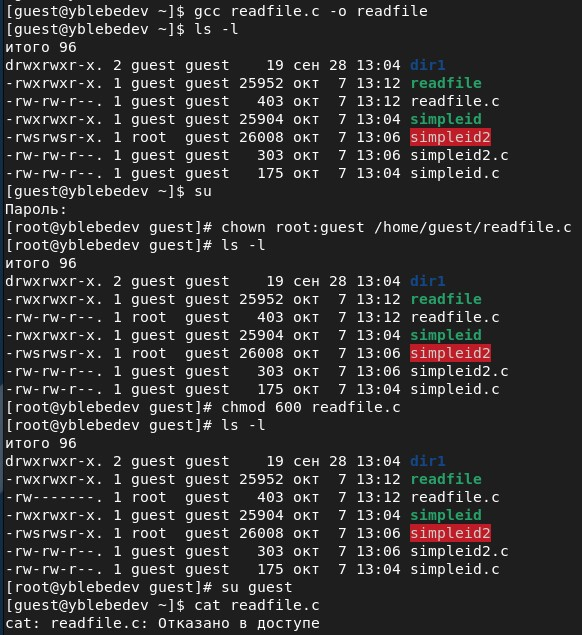 [guest@yblebedev ~]$ gcc readfile.c -o readfile
[guest@yblebedev ~]$ ls -l
итого 96
drwxrwxr-x. 2 guest guest    19 сен 28 13:04 dir1
-rwxrwxr-x. 1 guest guest 25952 окт  7 13:12 readfile
-rw-rw-r--. 1 guest guest   403 окт  7 13:12 readfile.c
-rwxrwxr-x. 1 guest guest 25904 окт  7 13:04 simpleid
-rwsrwsr-x. 1 root  guest 26008 окт  7 13:06 simpleid2
-rw-rw-r--. 1 guest guest   303 окт  7 13:06 simpleid2.c
-rw-rw-r--. 1 guest guest   175 окт  7 13:04 simpleid.c
[guest@yblebedev ~]$ su
Пароль:
[root@yblebedev guest]# chown root:guest /home/guest/readfile.c
[root@yblebedev guest]# ls -l
итого 96
drwxrwxr-x. 2 guest guest    19 сен 28 13:04 dir1
-rwxrwxr-x. 1 guest guest 25952 окт  7 13:12 readfile
-rw-rw-r--. 1 root  guest   403 окт  7 13:12 readfile.c
-rwxrwxr-x. 1 guest guest 25904 окт  7 13:04 simpleid
-rwsrwsr-x. 1 root  guest 26008 окт  7 13:06 simpleid2
-rw-rw-r--. 1 guest guest   303 окт  7 13:06 simpleid2.c
-rw-rw-r--. 1 guest guest   175 окт  7 13:04 simpleid.c
[root@yblebedev guest]# chmod 600 readfile.c
[root@yblebedev guest]# ls -l
итого 96
drwxrwxr-x. 2 guest guest    19 сен 28 13:04 dir1
-rwxrwxr-x. 1 guest guest 25952 окт  7 13:12 readfile
-rw-------. 1 root  guest   403 окт  7 13:12 readfile.c
-rwxrwxr-x. 1 guest guest 25904 окт  7 13:04 simpleid
-rwsrwsr-x. 1 root  guest 26008 окт  7 13:06 simpleid2
-rw-rw-r--. 1 guest guest   303 окт  7 13:06 simpleid2.c
-rw-rw-r--. 1 guest guest   175 окт  7 13:04 simpleid.c
[root@yblebedev guest]# su guest
[guest@yblebedev ~]$ cat readfile.c
cat: readfile.c: Отказано в доступе